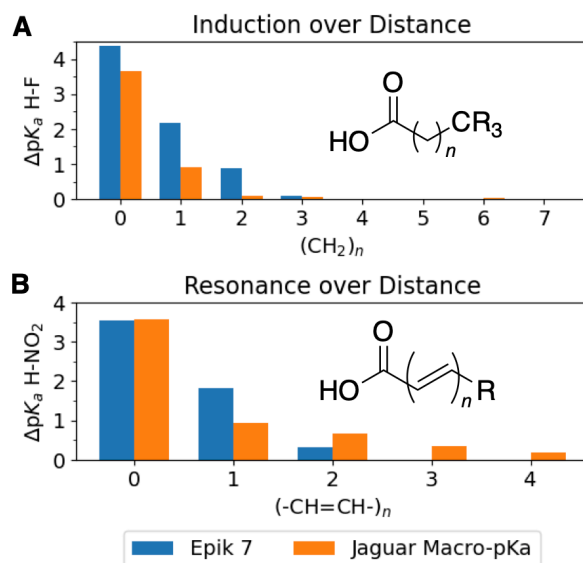 A
Induction over Distance
ΔpKa H-F
4
3
2
1
0
O
HO
CR3
n
0 1 2 3 4 5 6 7
(CH2)n
B
Resonance over Distance
ΔpKa H-NO2
4
3
2
1
0
O
HO
n
R
0 1 2 3 4
(-CH=CH-)n
Epik 7 Jaguar Macro-pKa